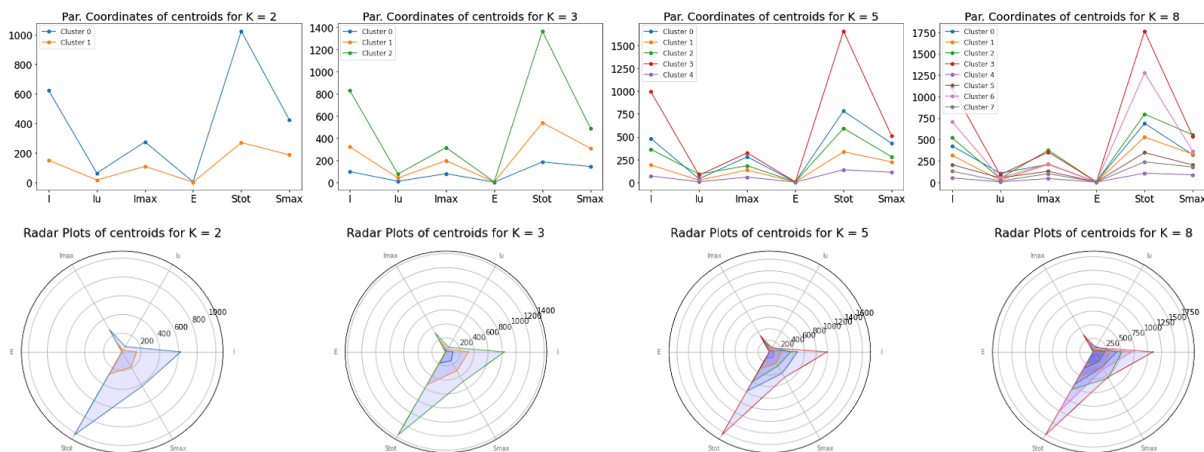 Par. Coordinates of centroids for K = 2
1000
800
600
400
200
0
Cluster 0
Cluster 1
I Iu Imax E Stot Smax
Par. Coordinates of centroids for K = 3
1400
1200
1000
800
600
400
200
0
Cluster 0
Cluster 1
Cluster 2
I Iu Imax E Stot Smax
Par. Coordinates of centroids for K = 5
1500
1250
1000
750
500
250
0
Cluster 0
Cluster 1
Cluster 2
Cluster 3
Cluster 4
I Iu Imax E Stot Smax
Par. Coordinates of centroids for K = 8
1750
1500
1250
1000
750
500
250
0
Cluster 0
Cluster 1
Cluster 2
Cluster 3
Cluster 4
Cluster 5
Cluster 6
Cluster 7
I Iu Imax E Stot Smax
Radar Plots of centroids for K = 2
Imax Iu
200 400 600 800 1000
E I
Stot Smax
Radar Plots of centroids for K = 3
Imax Iu
200 400 600 800 1000 1200 1400
E I
Stot Smax
Radar Plots of centroids for K = 5
Imax Iu
200 400 600 800 1000 1200 1400 1600
E I
Stot Smax
Radar Plots of centroids for K = 8
Imax Iu
250 500 750 1000 1250 1500 1750
E I
Stot Smax